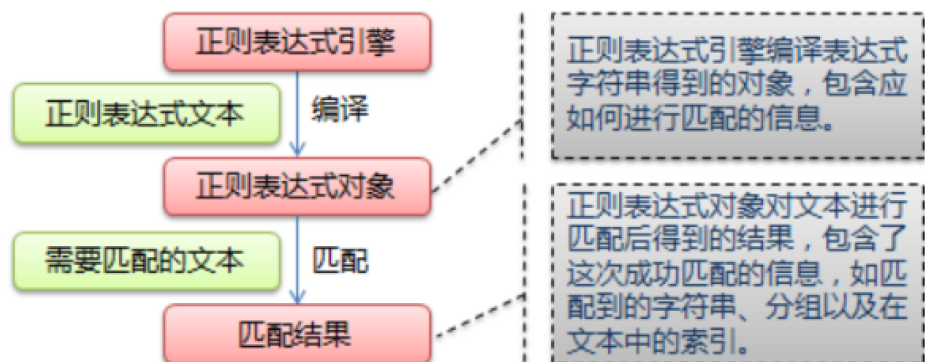 正则表达式引擎
正则表达式文本
编译
正则表达式对象
需要匹配的文本
匹配
匹配结果
正则表达式引擎编译表达式
字符串得到的对象，包含应
如何进行匹配的信息。
正则表达式对象对文本进行
匹配后得到的结果，包含了
这次成功匹配的信息，如匹
配到的字符串、分组以及在
文本中的索引。